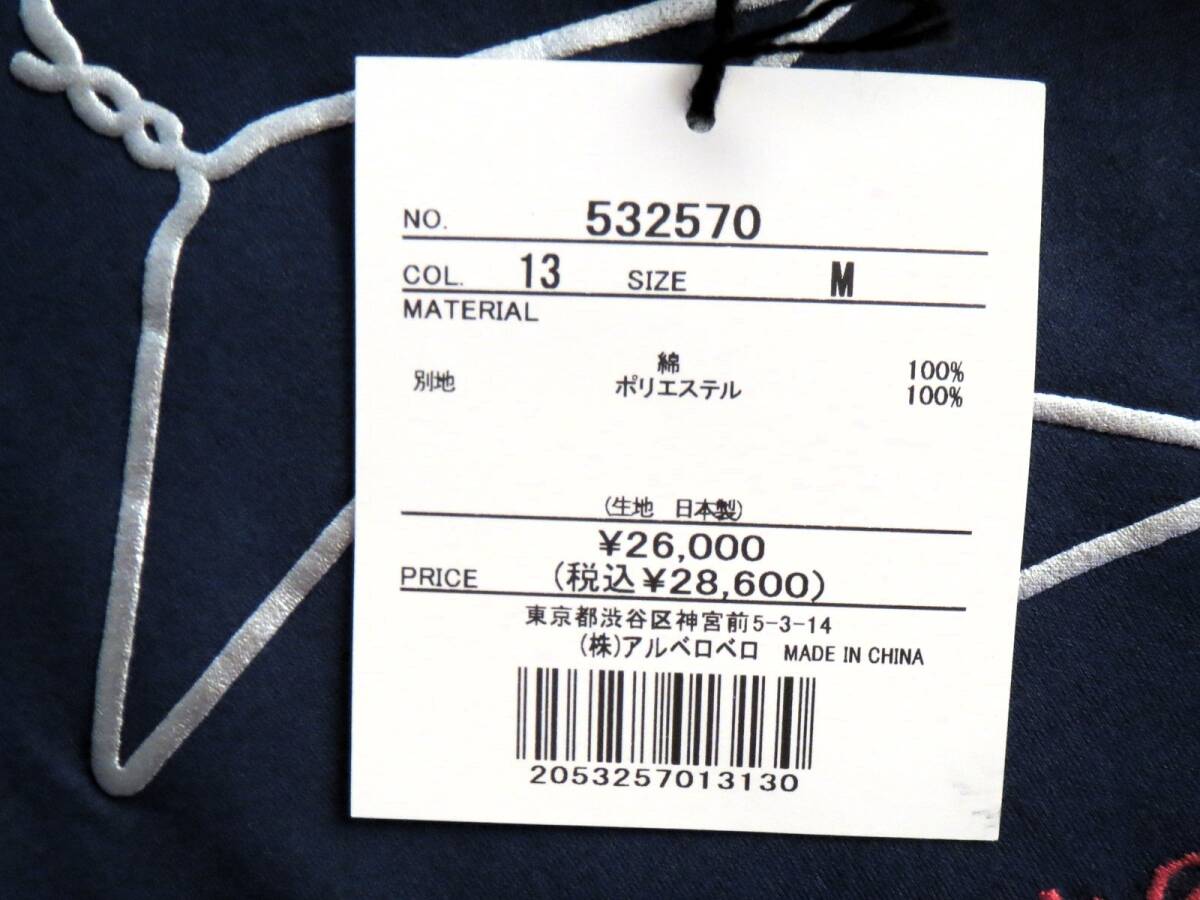 NO. 532570
COL. 13 SIZE M
MATERIAL
綿 100%
別地 ポリエステル 100%
(生地 日本製)
¥26,000
PRICE (税込¥28,600)
東京都渋谷区神宮前5-3-14
(株)アルベロベロ MADE IN CHINA
2053257013130